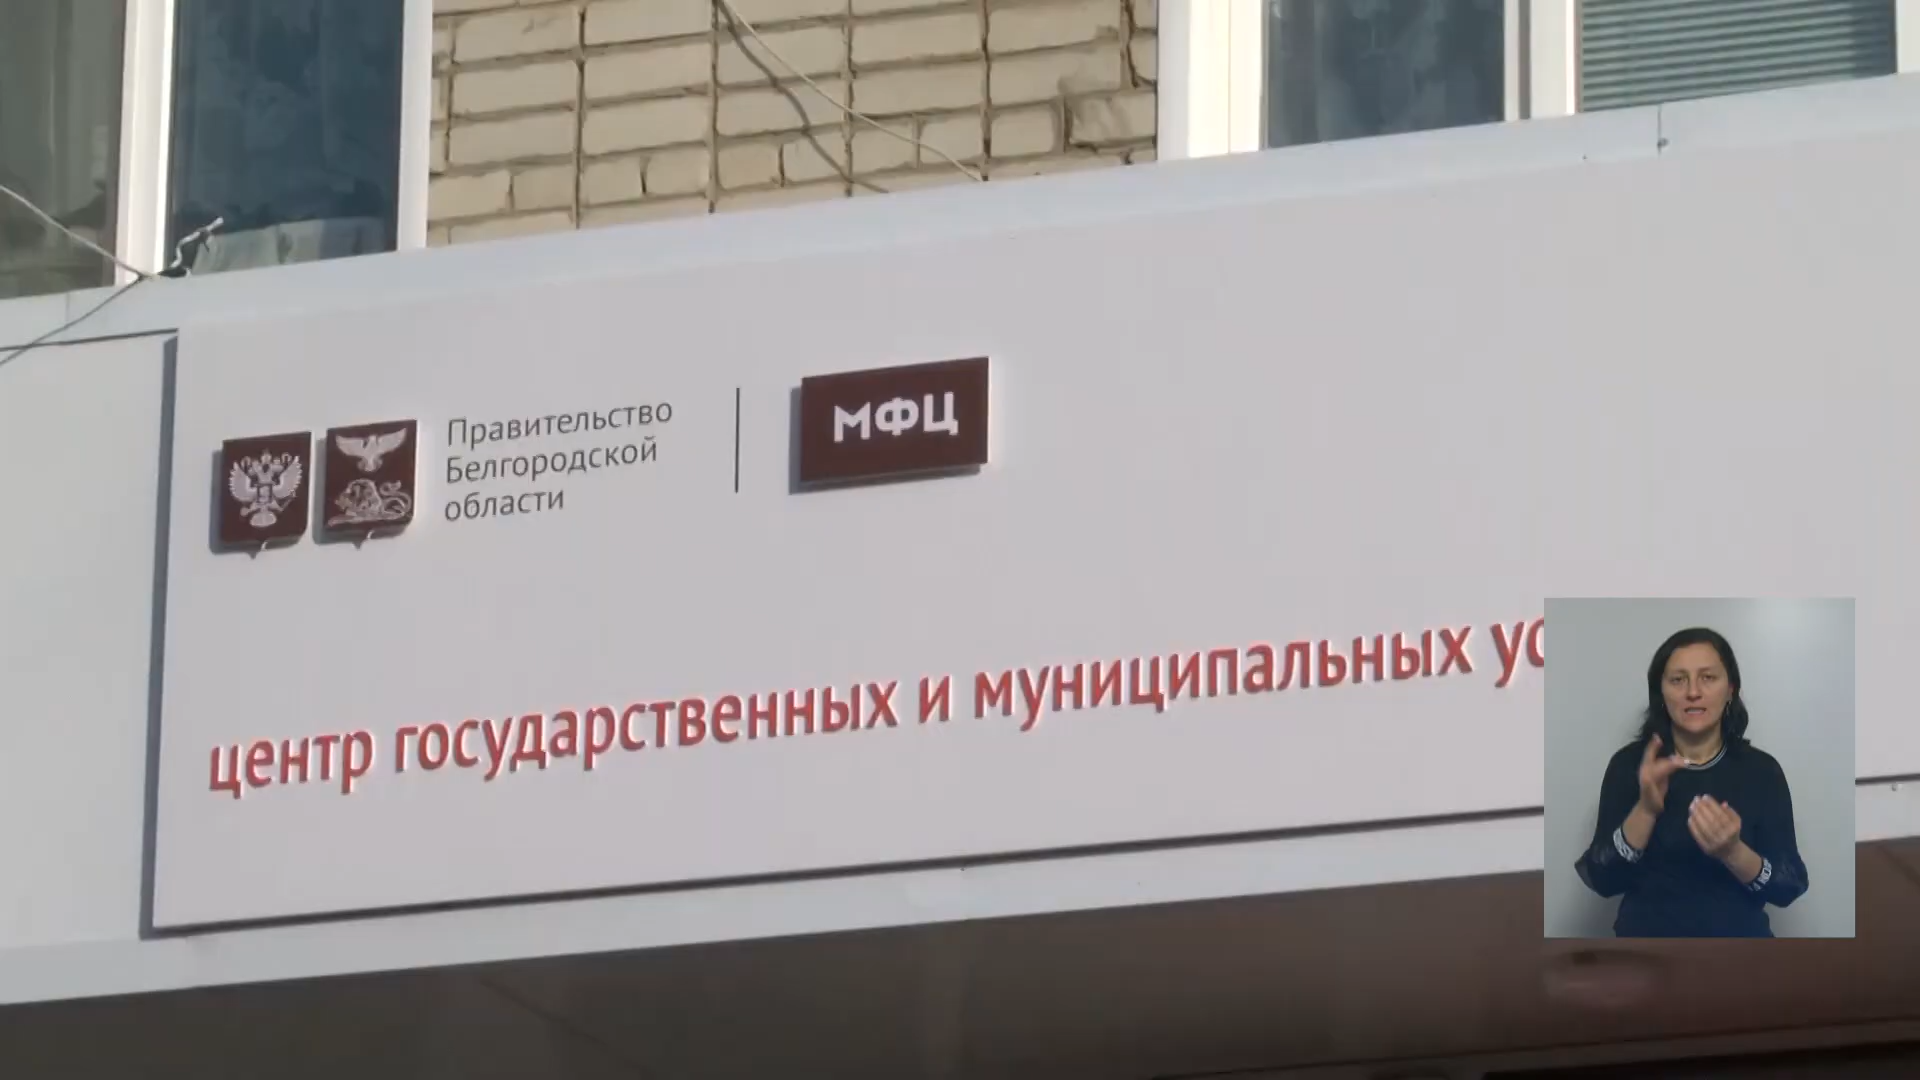 Правительство
Белгородской
области
МФЦ
центр государственных и муниципальных